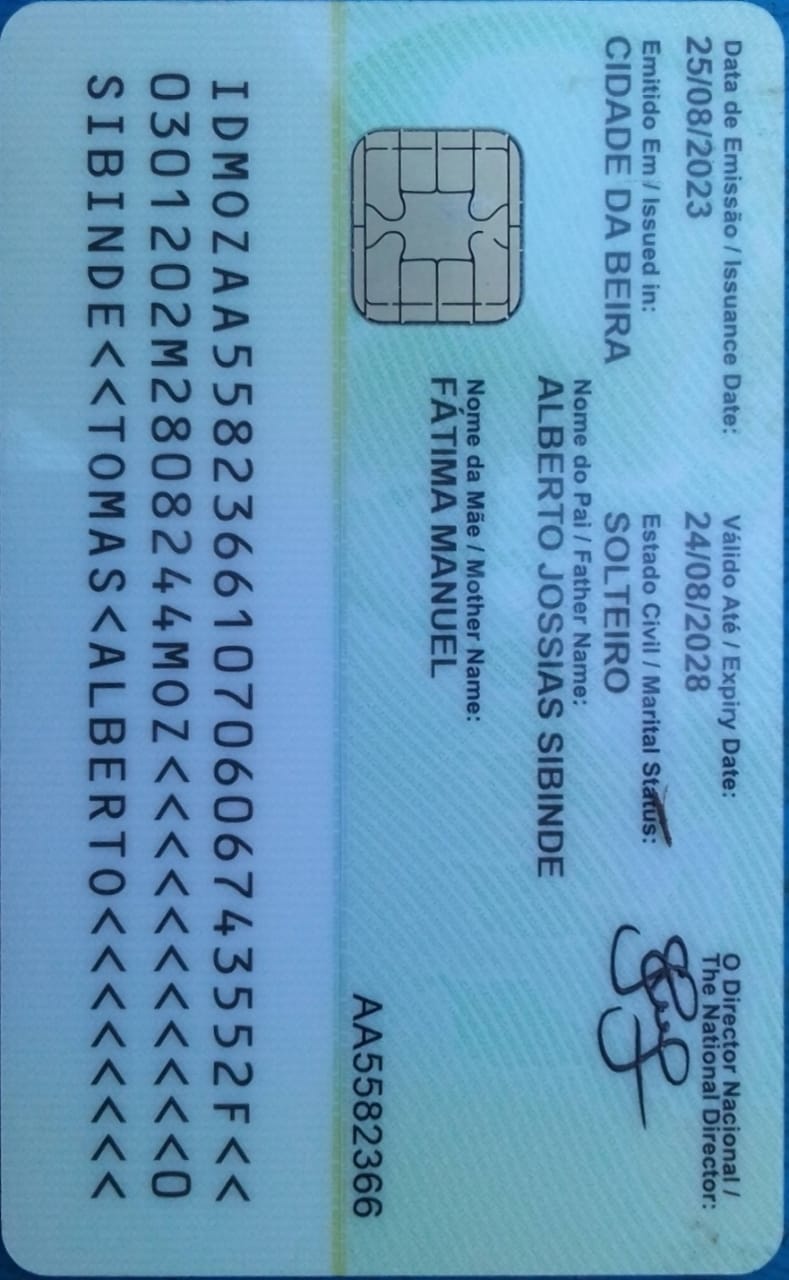 Data de Emissão / Issuance Date:
25/08/2023
Válido Até / Expiry Date:
24/08/2028
O Director Nacional /
The National Director:
Emitido Em / Issued in:
CIDADE DA BEIRA
Estado Civil / Marital Status:
SOLTEIRO
Nome do Pai / Father Name:
ALBERTO JOSSIAS SIBINDE
Nome da Mãe / Mother Name:
FÁTIMA MANUEL
AA5582366
IDMOZAA55823661070606743552F<<
0301202M2808244MOZ<<<<<<<<<<<0
SIBINDE<<TOMAS<ALBERTO<<<<<<<<